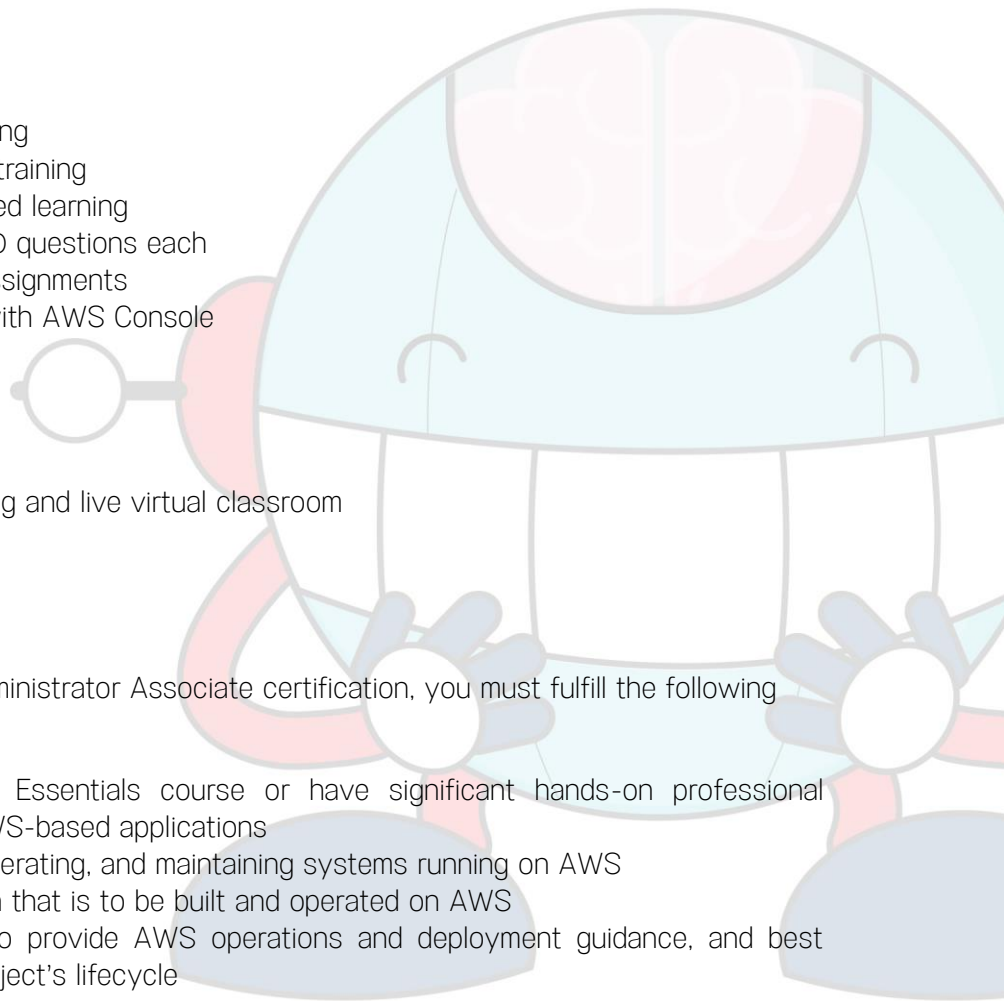 ng
training
ed learning
0 questions each
ssignments
with AWS Console
g and live virtual classroom
ministrator Associate certification, you must fulfill the following
Essentials course or have significant hands-on professional
WS-based applications
erating, and maintaining systems running on AWS
n that is to be built and operated on AWS
o provide AWS operations and deployment guidance, and best
ject's lifecycle